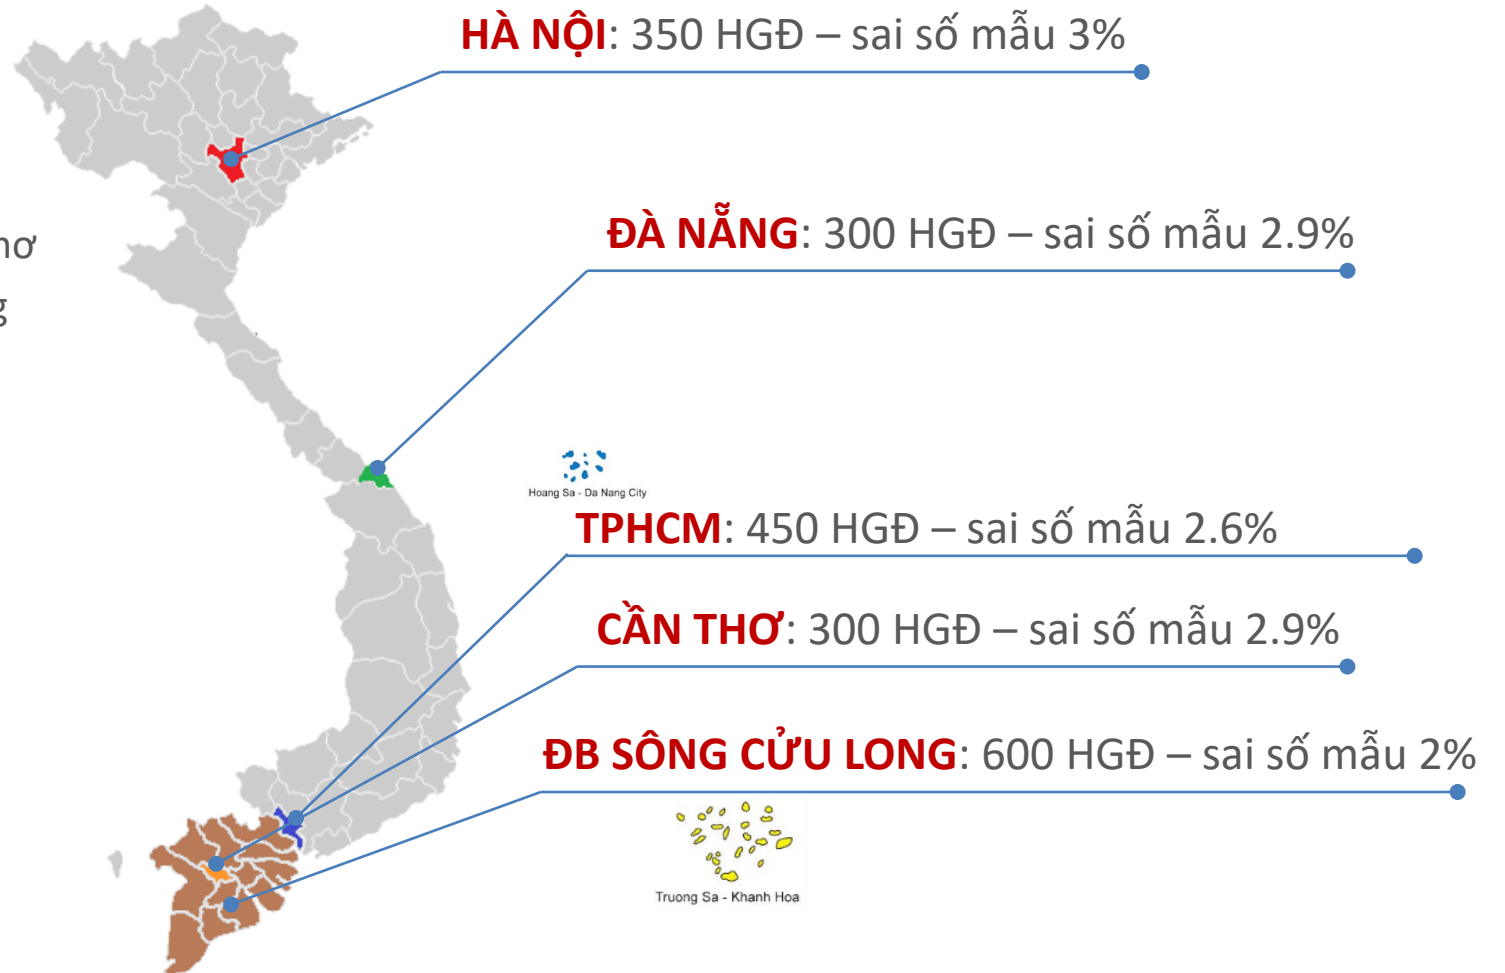 HÀ NỘI: 350 HGĐ – sai số mẫu 3%
ĐÀ NẴNG: 300 HGĐ – sai số mẫu 2.9%
Hoang Sa - Da Nang City
TPHCM: 450 HGĐ – sai số mẫu 2.6%
CẦN THƠ: 300 HGĐ – sai số mẫu 2.9%
ĐB SÔNG CỬU LONG: 600 HGĐ – sai số mẫu 2%
Truong Sa - Khanh Hoa